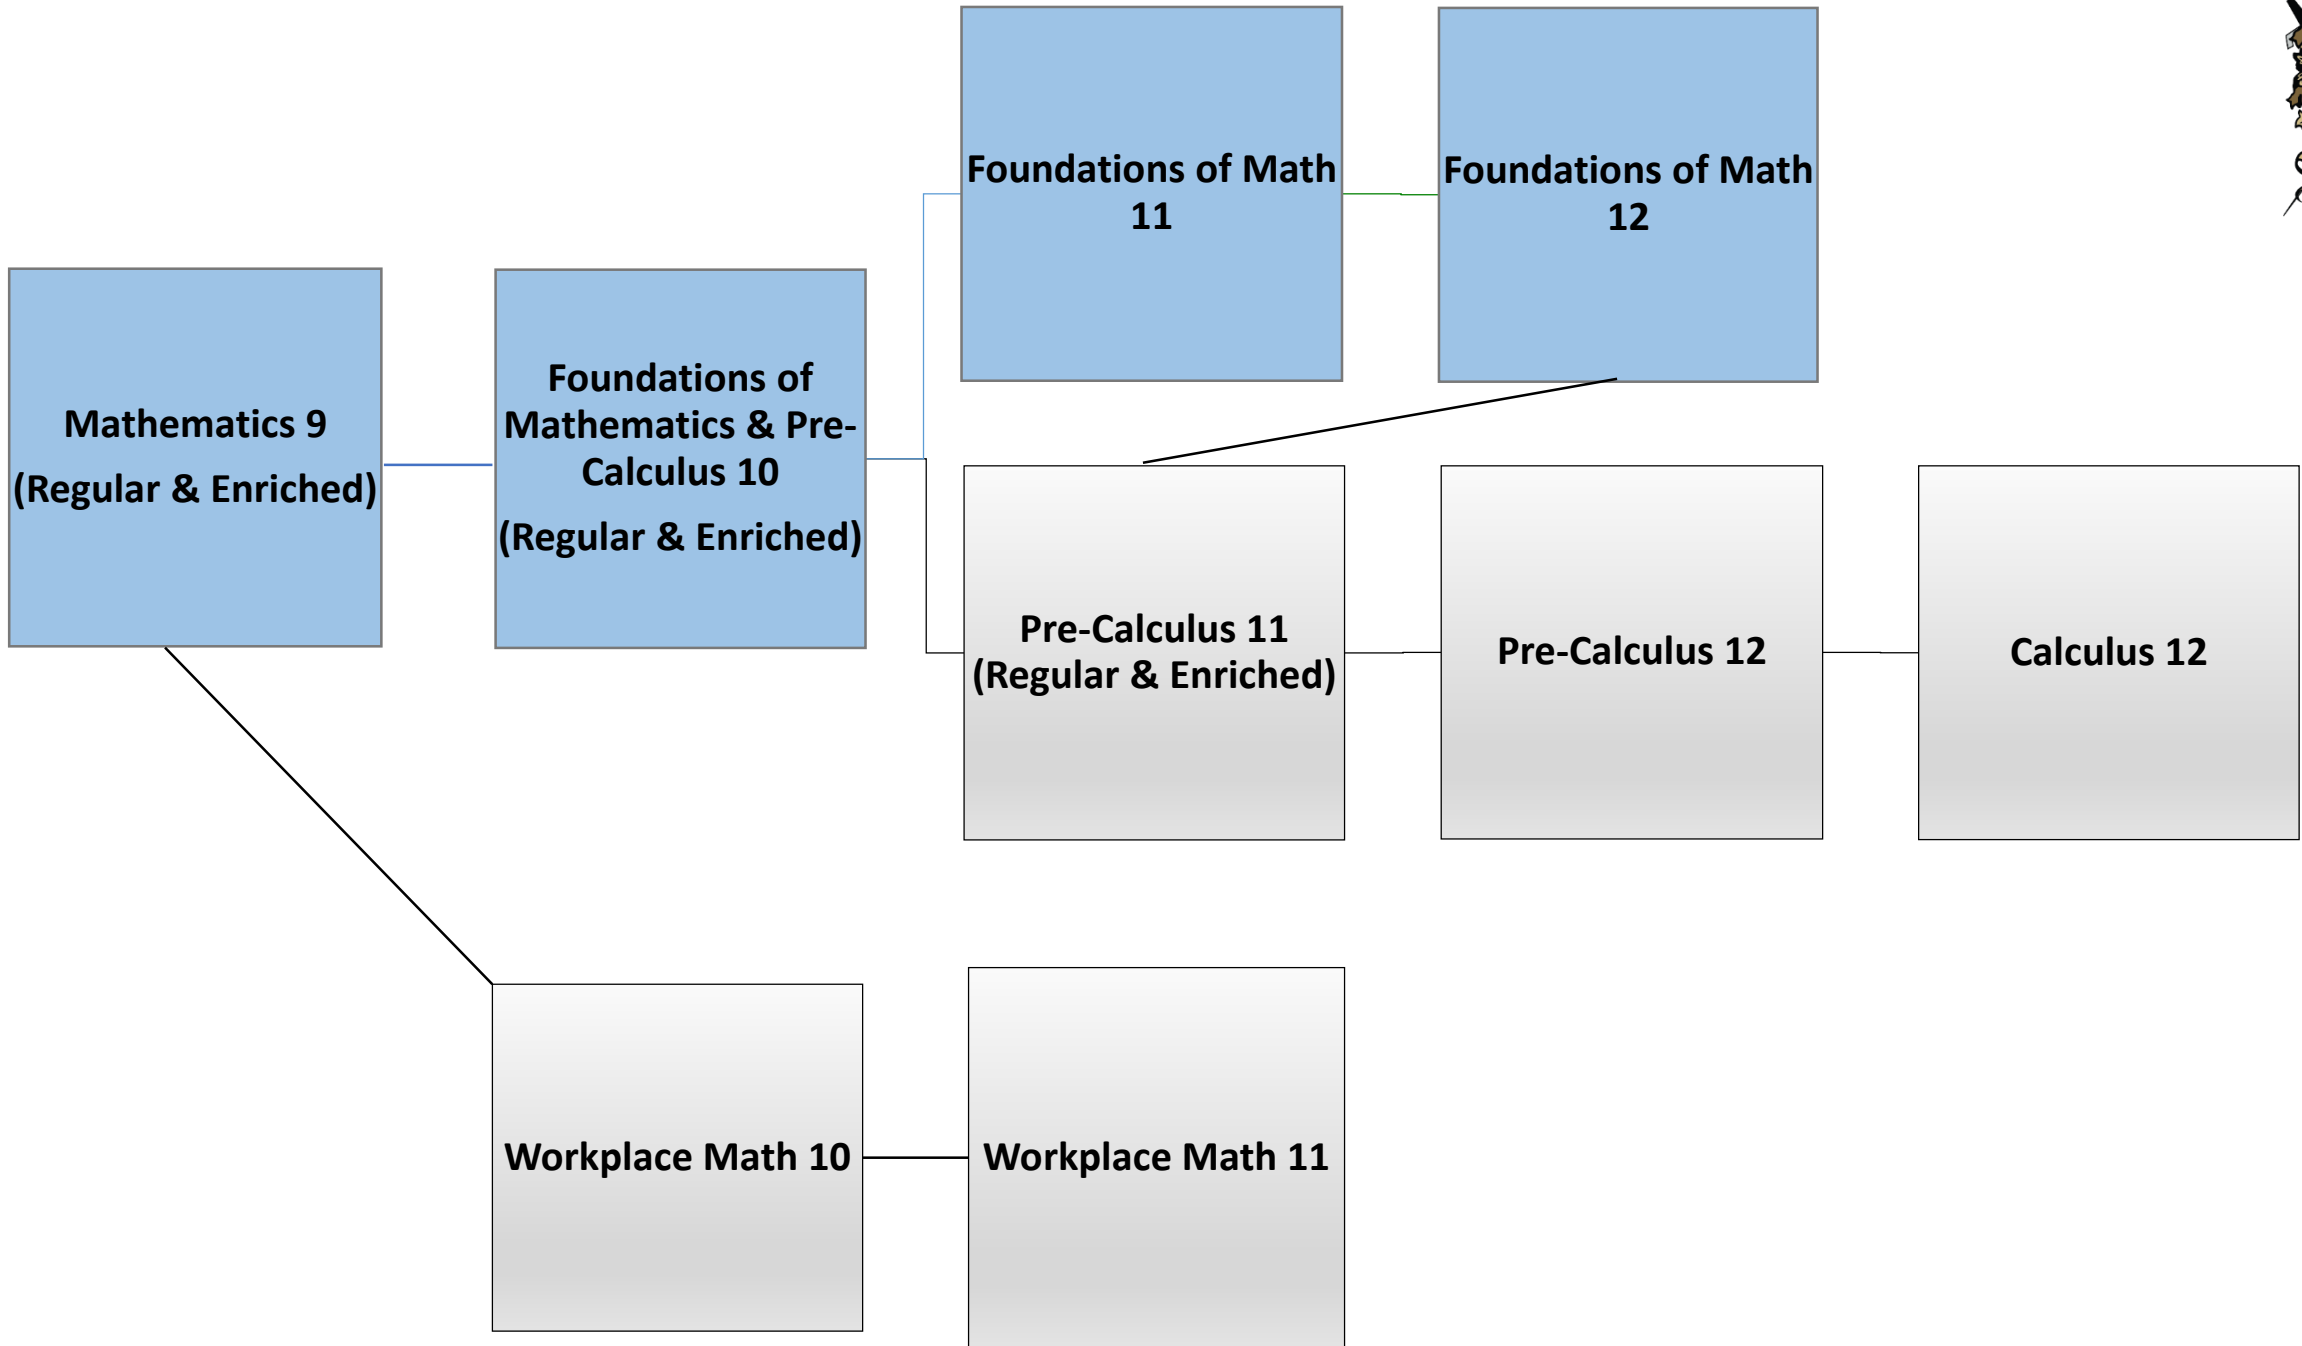 Foundations of Math
11
Foundations of Math
12
Mathematics 9
(Regular & Enriched)
Foundations of
Mathematics & Pre-
Calculus 10
(Regular & Enriched)
Pre-Calculus 11
(Regular & Enriched)
Pre-Calculus 12
Calculus 12
Workplace Math 10
Workplace Math 11